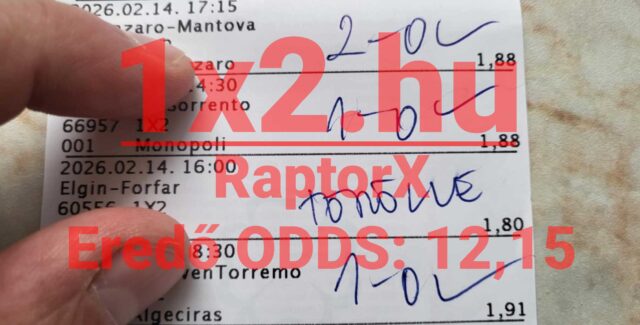 2026.02.14. 17:15
zaro-Mantova
2-0
zaro 1,88
4:30
Sorrento
1-0
66957 1X2
001 Monopoli 1,88
2026.02.14. 16:00
Elgin-Forfar
TÖRÖLVE
60556 1X2
1,80
8:30
venTorremo
1-0
Algeciras 1,91
1x2.hu
RaptorX
Eredő ODDS: 12,15